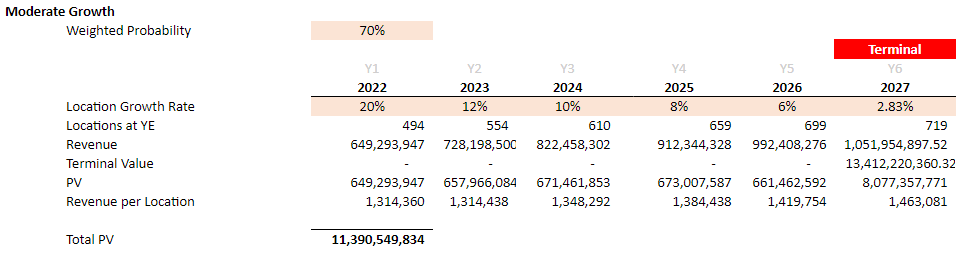 Moderate Growth
Weighted Probability 70%
Terminal
Y1 Y2 Y3 Y4 Y5 Y6
2022 2023 2024 2025 2026 2027
Location Growth Rate 20% 12% 10% 8% 6% 2.83%
Locations at YE 494 554 610 659 699 719
Revenue 649,293,947 728,198,500 822,458,302 912,344,328 992,408,276 1,051,954,897.52
Terminal Value - - - - - 13,412,220,360.32
PV 649,293,947 657,966,084 671,461,853 673,007,587 661,462,592 8,077,357,771
Revenue per Location 1,314,360 1,314,438 1,348,292 1,384,438 1,419,754 1,463,081
Total PV 11,390,549,834